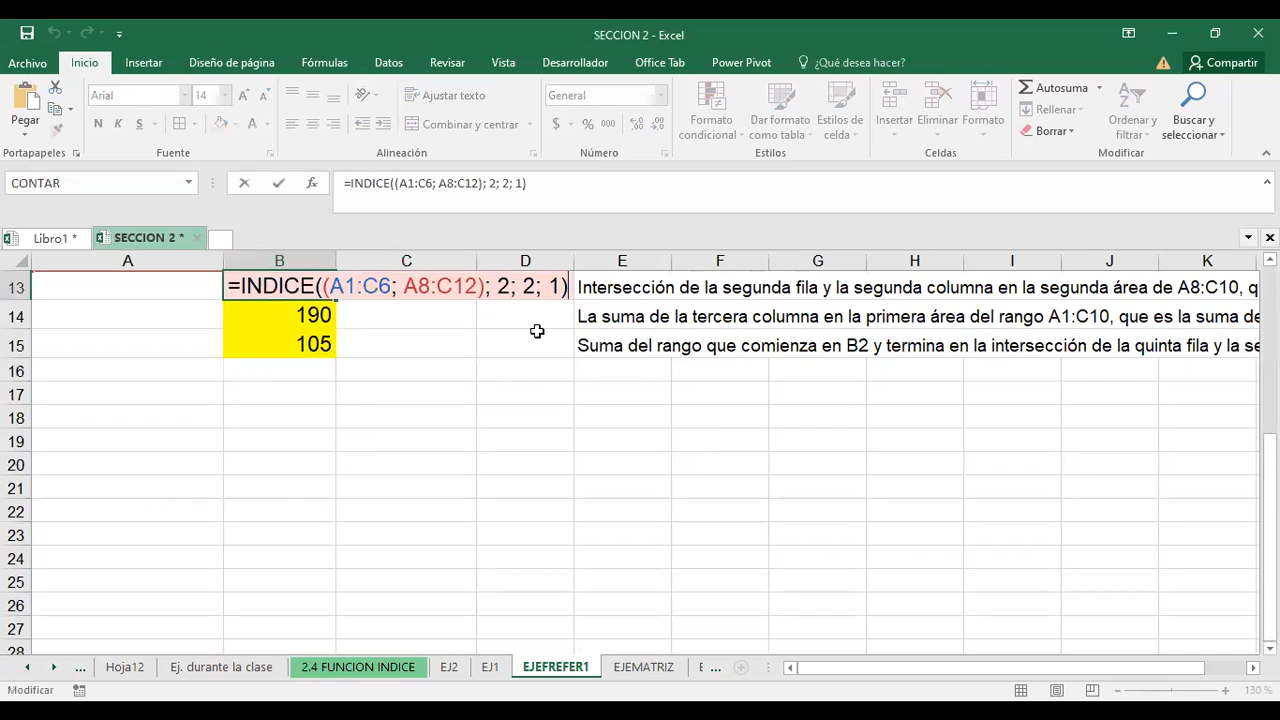 SECCION 2 - Excel
Archivo Inicio Insertar Diseño de página Fórmulas Datos Revisar Vista Desarrollador Office Tab Power Pivot ¿Qué desea hacer? Compartir
Pegar
Arial 14
N K S A
Ajustar texto
Combinar y centrar
General
$ % 000
Formato condicional
Dar formato como tabla
Estilos de celda
Insertar Eliminar Formato
Autosuma
Rellenar
Borrar
Ordenar y filtrar
Buscar y seleccionar
Portapapeles Fuente Alineación Número Estilos Celdas Modificar
CONTAR fx =INDICE((A1:C6; A8:C12); 2; 2; 1)
Libro1 * SECCION 2 *
A B C D E F G H I J K
13 =INDICE((A1:C6; A8:C12); 2; 2; 1) Intersección de la segunda fila y la segunda columna en la segunda área de A8:C10, q
14 190 La suma de la tercera columna en la primera área del rango A1:C10, que es la suma de
15 105 Suma del rango que comienza en B2 y termina en la intersección de la quinta fila y la se
16
17
18
19
20
21
22
23
24
25
26
27
28
... Hoja12 Ej. durante la clase 2.4 FUNCION INDICE EJ2 EJ1 EJEFREFER1 EJEMATRIZ E ...
Modificar 130 %